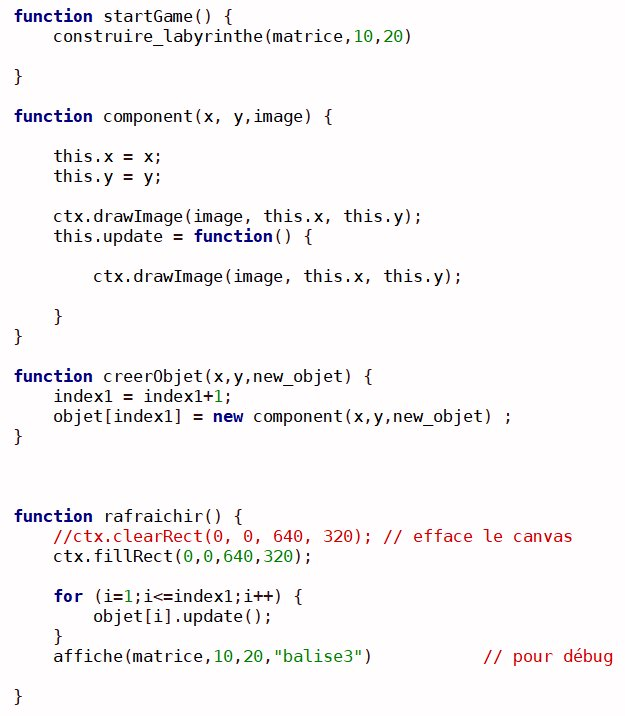 function startGame() {
    construire_labyrinthe(matrice,10,20)
}
function component(x, y,image) {
    this.x = x;
    this.y = y;
    ctx.drawImage(image, this.x, this.y);
    this.update = function() {
        ctx.drawImage(image, this.x, this.y);
    }
}
function creerObjet(x,y,new_objet) {
    index1 = index1+1;
    objet[index1] = new component(x,y,new_objet) ;
}
function rafraichir() {
    //ctx.clearRect(0, 0, 640, 320); // efface le canvas
    ctx.fillRect(0,0,640,320);
    for (i=1;i<=index1;i++) {
        objet[i].update();
    }
    affiche(matrice,10,20,"balise3")           // pour débug
}